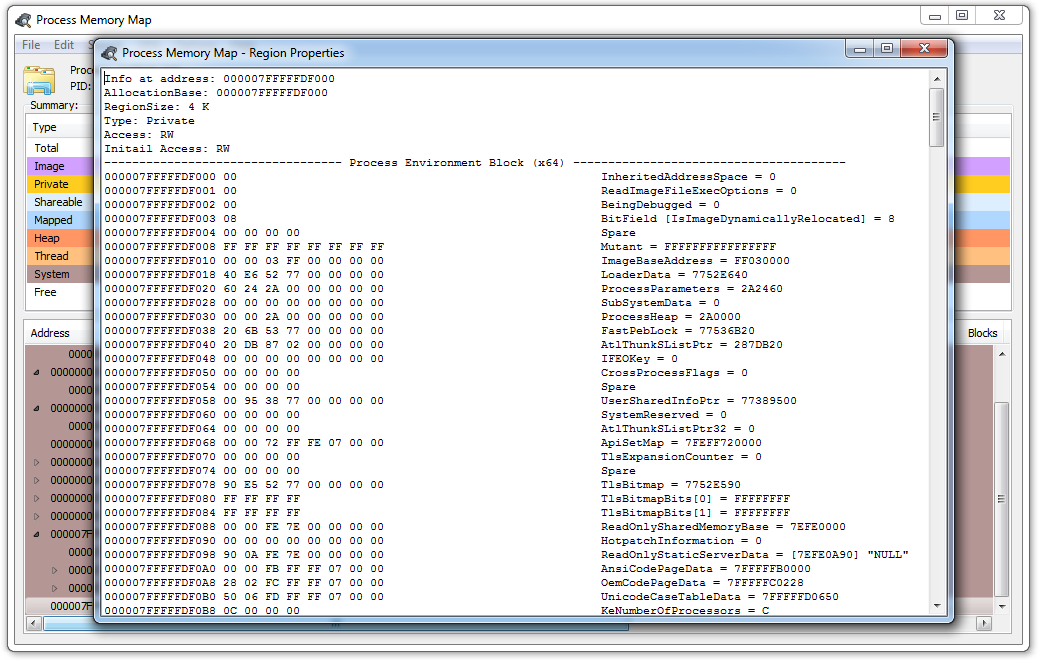 Process Memory Map
File Edit S
Proce
PID:
Summary:
Type
Total
Image
Private
Shareable
Mapped
Heap
Thread
System
Free
Address
Blocks
0000
0000000
0000
0000000
0000
0000000
0000000
0000000
0000000
0000000
000007F
0000
0000
0000
000007F
Process Memory Map - Region Properties
Info at address: 000007FFFFFDF000
AllocationBase: 000007FFFFFDF000
RegionSize: 4 K
Type: Private
Access: RW
Initail Access: RW
---------------------------------- Process Environment Block (x64) ---------------------------------------
000007FFFFFDF000 00 InheritedAddressSpace = 0
000007FFFFFDF001 00 ReadImageFileExecOptions = 0
000007FFFFFDF002 00 BeingDebugged = 0
000007FFFFFDF003 08 BitField [IsImageDynamicallyRelocated] = 8
000007FFFFFDF004 00 00 00 00 Spare
000007FFFFFDF008 FF FF FF FF FF FF FF FF Mutant = FFFFFFFFFFFFFFFF
000007FFFFFDF010 00 00 03 FF 00 00 00 00 ImageBaseAddress = FF030000
000007FFFFFDF018 40 E6 52 77 00 00 00 00 LoaderData = 7752E640
000007FFFFFDF020 60 24 2A 00 00 00 00 00 ProcessParameters = 2A2460
000007FFFFFDF028 00 00 00 00 00 00 00 00 SubSystemData = 0
000007FFFFFDF030 00 00 2A 00 00 00 00 00 ProcessHeap = 2A0000
000007FFFFFDF038 20 6B 53 77 00 00 00 00 FastPebLock = 77536B20
000007FFFFFDF040 20 DB 87 02 00 00 00 00 AtlThunkSListPtr = 287DB20
000007FFFFFDF048 00 00 00 00 00 00 00 00 IFEOKey = 0
000007FFFFFDF050 00 00 00 00 CrossProcessFlags = 0
000007FFFFFDF054 00 00 00 00 Spare
000007FFFFFDF058 00 95 38 77 00 00 00 00 UserSharedInfoPtr = 77389500
000007FFFFFDF060 00 00 00 00 SystemReserved = 0
000007FFFFFDF064 00 00 00 00 AtlThunkSListPtr32 = 0
000007FFFFFDF068 00 00 72 FF FE 07 00 00 ApiSetMap = 7FEFF720000
000007FFFFFDF070 00 00 00 00 TlsExpansionCounter = 0
000007FFFFFDF074 00 00 00 00 Spare
000007FFFFFDF078 90 E5 52 77 00 00 00 00 TlsBitmap = 7752E590
000007FFFFFDF080 FF FF FF FF TlsBitmapBits[0] = FFFFFFFF
000007FFFFFDF084 FF FF FF FF TlsBitmapBits[1] = FFFFFFFF
000007FFFFFDF088 00 00 FE 7E 00 00 00 00 ReadOnlySharedMemoryBase = 7EFE0000
000007FFFFFDF090 00 00 00 00 00 00 00 00 HotpatchInformation = 0
000007FFFFFDF098 90 0A FE 7E 00 00 00 00 ReadOnlyStaticServerData = [7EFE0A90] "NULL"
000007FFFFFDF0A0 00 00 FB FF FF 07 00 00 AnsiCodePageData = 7FFFFFB0000
000007FFFFFDF0A8 28 02 FC FF FF 07 00 00 OemCodePageData = 7FFFFFC0228
000007FFFFFDF0B0 50 06 FD FF FF 07 00 00 UnicodeCaseTableData = 7FFFFFD0650
000007FFFFFDF0B8 0C 00 00 00 KeNumberOfProcessors = C